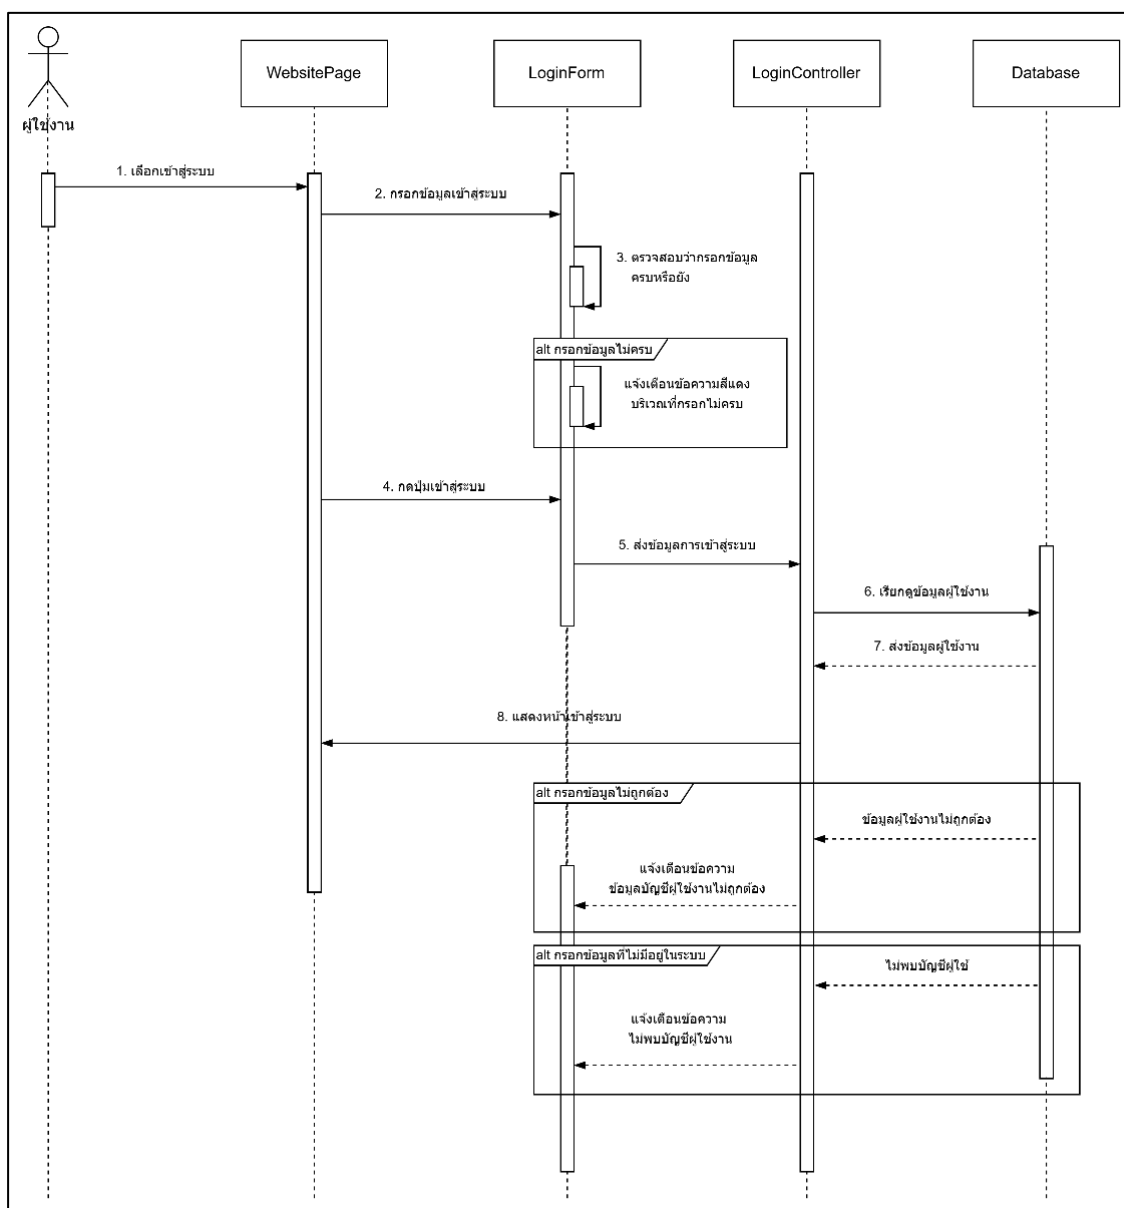 WebsitePage
LoginForm
LoginController
Database
ผู้ใช้งาน
1. เลือกเข้าสู่ระบบ
2. กรอกข้อมูลเข้าสู่ระบบ
3. ตรวจสอบว่ากรอกข้อมูล
ครบหรือยัง
alt กรอกข้อมูลไม่ครบ
แจ้งเตือนข้อความสีแดง
บริเวณที่กรอกไม่ครบ
4. กดปุ่มเข้าสู่ระบบ
5. ส่งข้อมูลการเข้าสู่ระบบ
6. เรียกดูข้อมูลผู้ใช้งาน
7. ส่งข้อมูลผู้ใช้งาน
8. แสดงหน้าเข้าสู่ระบบ
alt กรอกข้อมูลไม่ถูกต้อง
ข้อมูลผู้ใช้งานไม่ถูกต้อง
แจ้งเตือนข้อความ
ข้อมูลบัญชีผู้ใช้งานไม่ถูกต้อง
alt กรอกข้อมูลที่ไม่มีอยู่ในระบบ
ไม่พบบัญชีผู้ใช้
แจ้งเตือนข้อความ
ไม่พบบัญชีผู้ใช้งาน